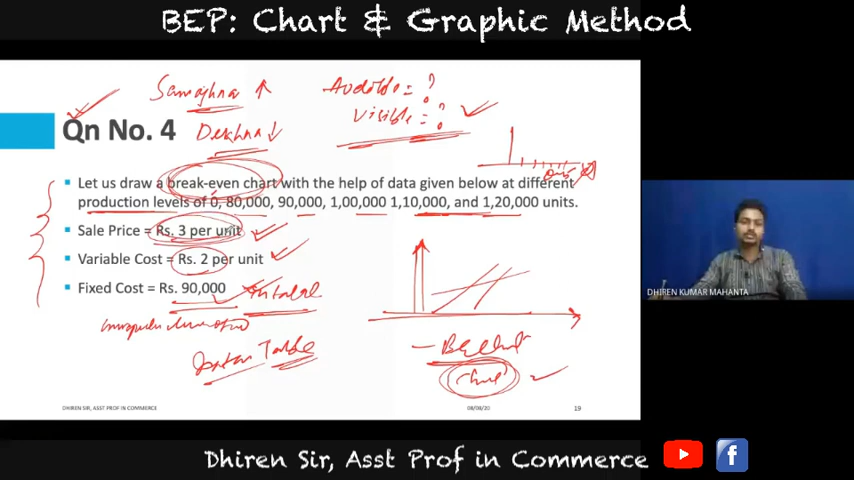 BEP: Chart & Graphic Method
Samajhna
Audible = ?
Visible = ?
Qn No. 4
Dekhna
Let us draw a break-even chart with the help of data given below at different
production levels of 0, 80,000, 90,000, 1,00,000 1,10,000, and 1,20,000 units.
Sale Price = Rs. 3 per unit
Variable Cost = Rs. 2 per unit
DHIREN KUMAR MAHANTA
Fixed Cost = Rs. 90,000
in total
Table
DHIREN SIR, ASST PROF IN COMMERCE
08/08/20
19
Dhiren Sir, Asst Prof in Commerce